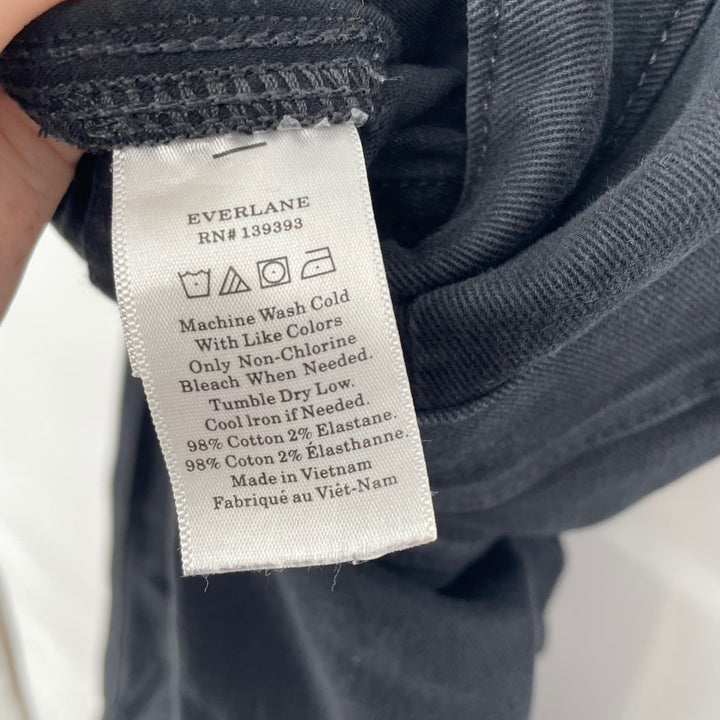 EVERLANE
RN# 139393
Machine Wash Cold
With Like Colors
Only Non-Chlorine
Bleach When Needed.
Tumble Dry Low.
Cool Iron if Needed.
98% Cotton 2% Elastane.
98% Coton 2% Élasthanne.
Made in Vietnam
Fabriqué au Viêt-Nam